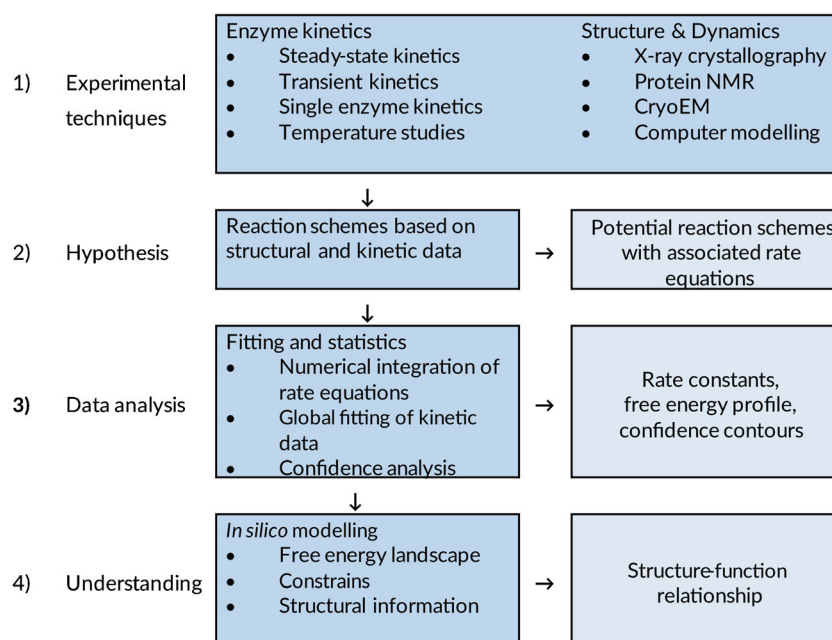 1) Experimental techniques
Enzyme kinetics
• Steady-state kinetics
• Transient kinetics
• Single enzyme kinetics
• Temperature studies
Structure & Dynamics
• X-ray crystallography
• Protein NMR
• CryoEM
• Computer modelling
↓
2) Hypothesis
Reaction schemes based on
structural and kinetic data
→
Potential reaction schemes
with associated rate
equations
↓
3) Data analysis
Fitting and statistics
• Numerical integration of
rate equations
• Global fitting of kinetic
data
• Confidence analysis
→
Rate constants,
free energy profile,
confidence contours
↓
4) Understanding
In silico modelling
• Free energy landscape
• Constrains
• Structural information
→
Structure-function
relationship